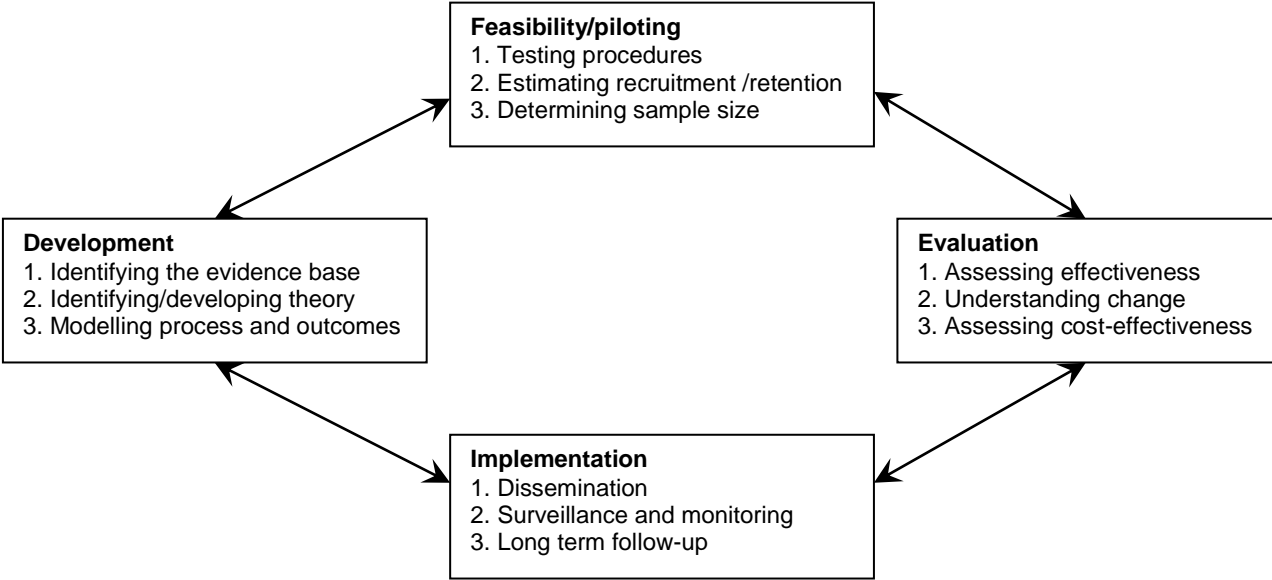 Feasibility/piloting
1. Testing procedures
2. Estimating recruitment /retention
3. Determining sample size
Development
1. Identifying the evidence base
2. Identifying/developing theory
3. Modelling process and outcomes
Evaluation
1. Assessing effectiveness
2. Understanding change
3. Assessing cost-effectiveness
Implementation
1. Dissemination
2. Surveillance and monitoring
3. Long term follow-up